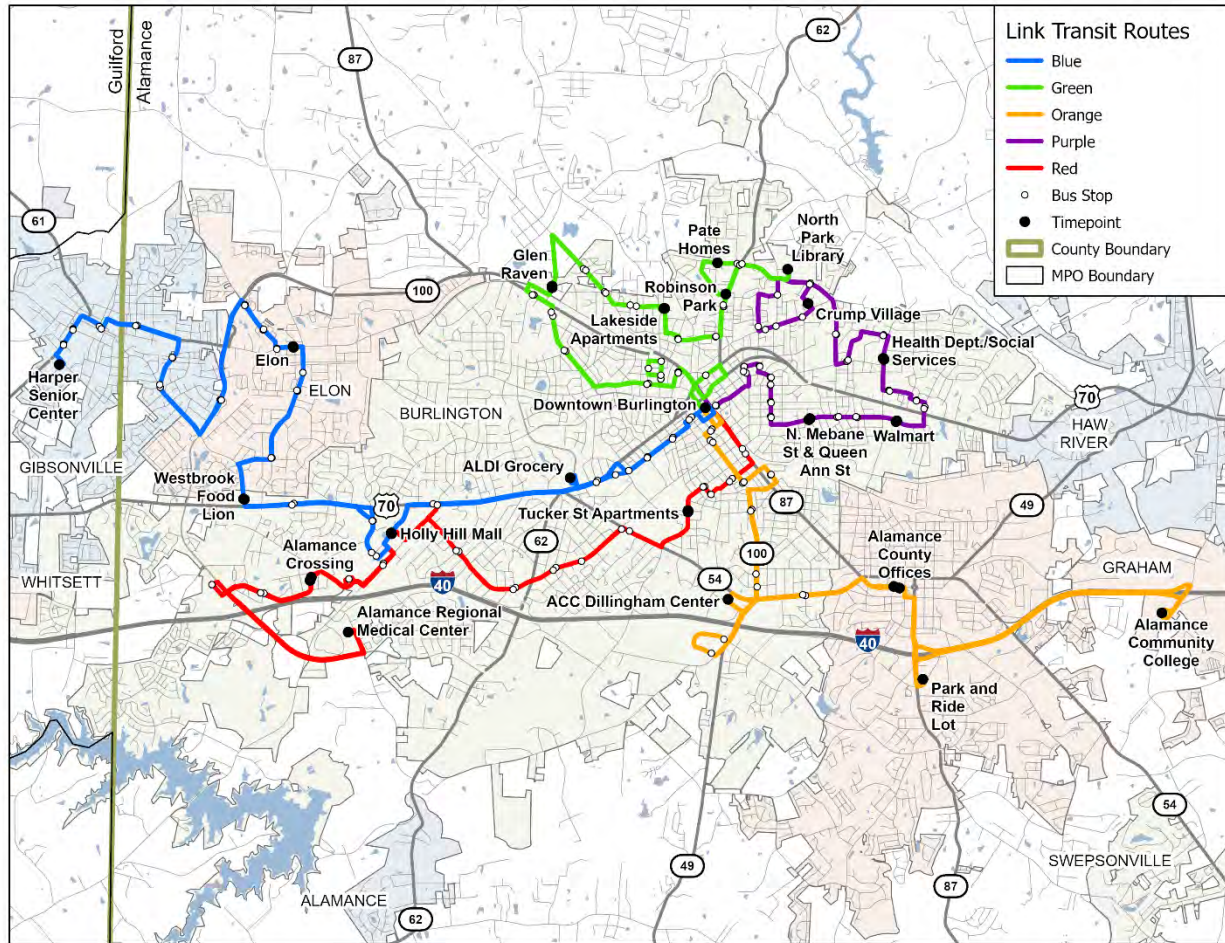 Guilford
Alamance
87
62
61
100
Link Transit Routes
Blue
Green
Orange
Purple
Red
Bus Stop
Timepoint
County Boundary
MPO Boundary
Glen
Raven
Pate
Homes
North
Park
Library
Robinson
Park
Lakeside
Apartments
Crump Village
Health Dept./Social
Services
Elon
Harper
Senior
Center
ELON
BURLINGTON
Downtown Burlington
70
HAW
RIVER
N. Mebane
St & Queen
Ann St
Walmart
GIBSONVILLE
Westbrook
Food
Lion
ALDI Grocery
70
Holly Hill Mall
Tucker St Apartments
87
49
62
100
Alamance
Crossing
WHITSETT
40
54
Alamance
County
Offices
GRAHAM
ACC Dillingham Center
Alamance Regional
Medical Center
40
Alamance
Community
College
Park and
Ride
Lot
54
49
SWEPSONVILLE
87
ALAMANCE
62